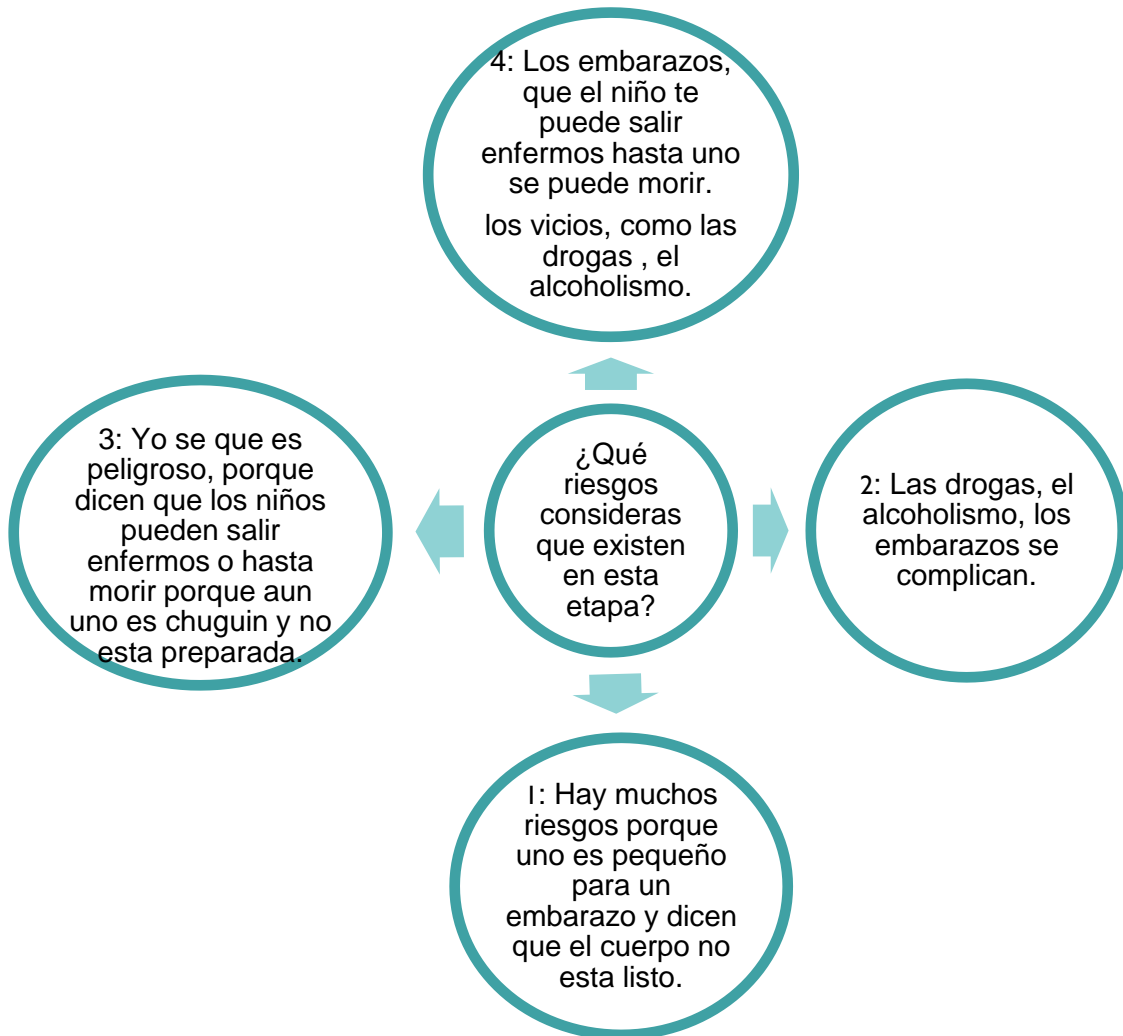 4: Los embarazos,
que el niño te
puede salir
enfermos hasta uno
se puede morir.
los vicios, como las
drogas , el
alcoholismo.
3: Yo se que es
peligroso, porque
dicen que los niños
pueden salir
enfermos o hasta
morir porque aun
uno es chuguin y no
esta preparada.
¿Qué
riesgos
consideras
que existen
en esta
etapa?
2: Las drogas, el
alcoholismo, los
embarazos se
complican.
1: Hay muchos
riesgos porque
uno es pequeño
para un
embarazo y dicen
que el cuerpo no
esta listo.